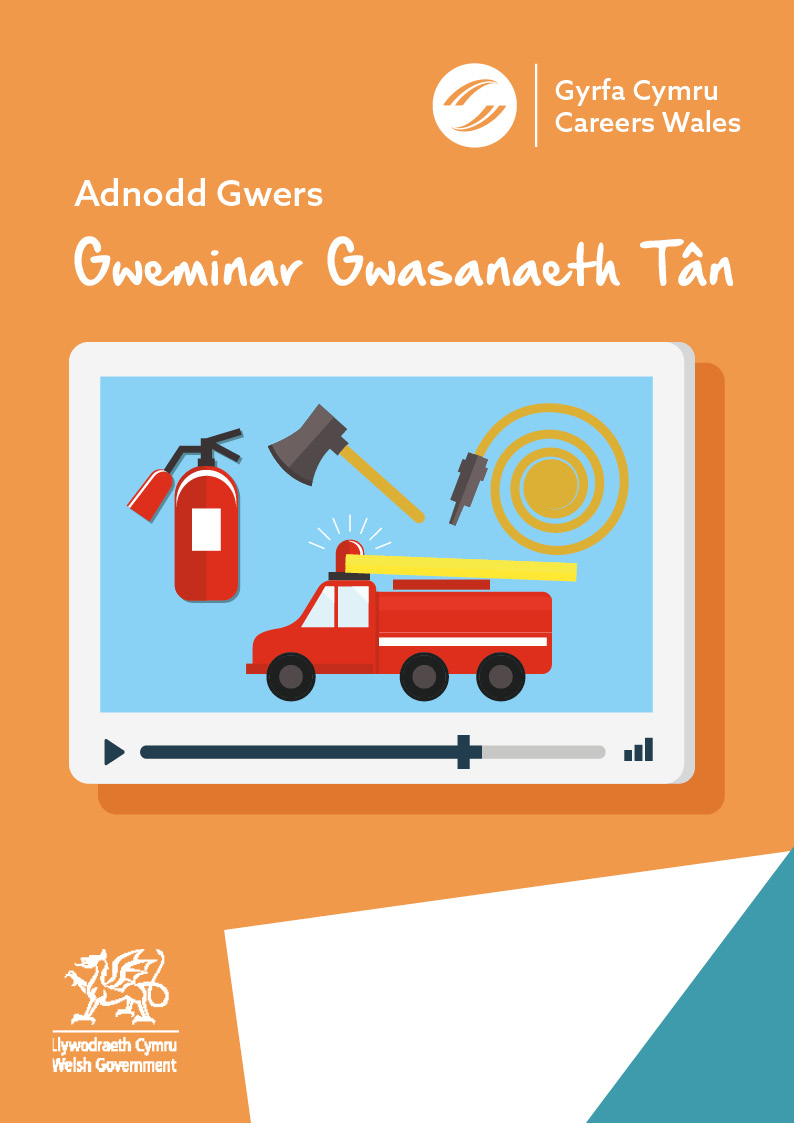 Gyrfa Cymru
Careers Wales
Adnodd Gwers
Gweminar Gwasanaeth Tân
Llywodraeth Cymru
Welsh Government